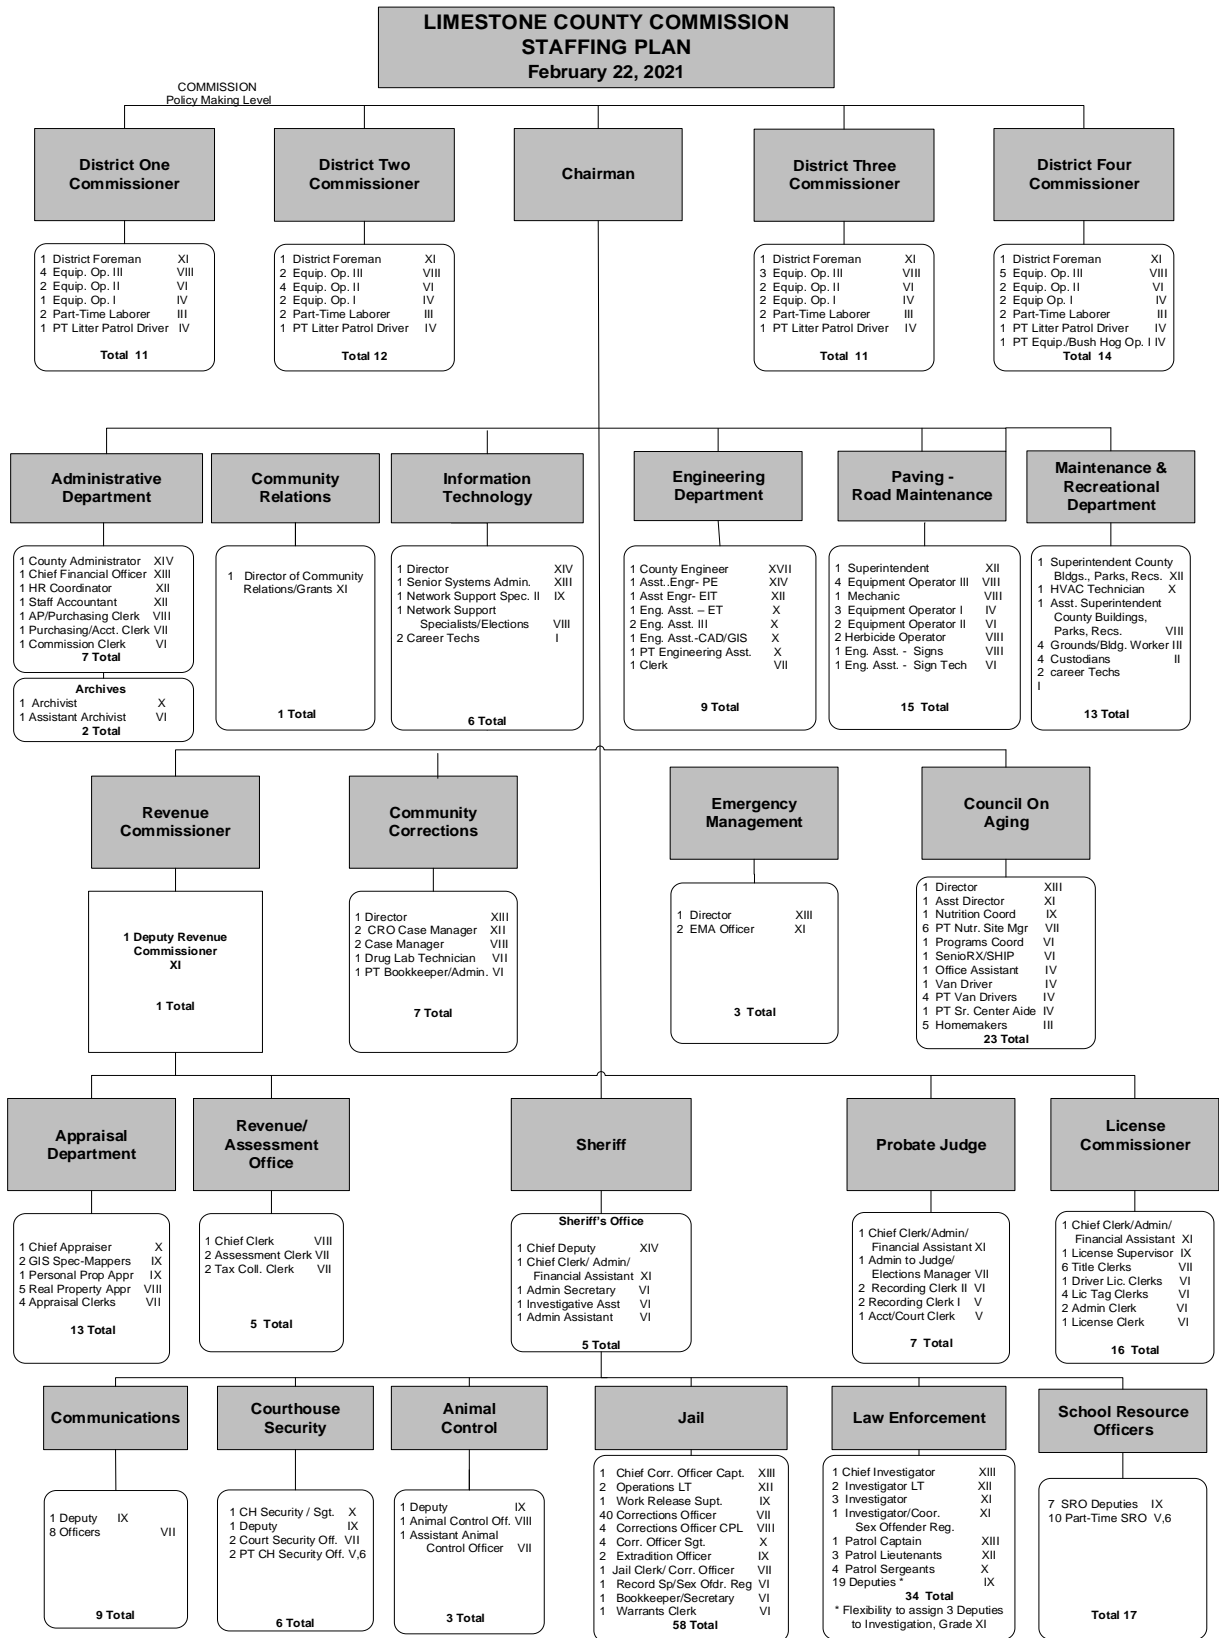 LIMESTONE COUNTY COMMISSION
STAFFING PLAN
February 22, 2021
COMMISSION
Policy Making Level
District One
Commissioner
1 District Foreman XI
4 Equip. Op. III VIII
2 Equip. Op. II VI
1 Equip. Op. I IV
2 Part-Time Laborer III
1 PT Litter Patrol Driver IV
Total 11
District Two
Commissioner
1 District Foreman XI
2 Equip. Op. III VIII
4 Equip. Op. II VI
2 Equip. Op. I IV
2 Part-Time Laborer III
1 PT Litter Patrol Driver IV
Total 12
Chairman
District Three
Commissioner
1 District Foreman XI
3 Equip. Op. III VIII
2 Equip. Op. II VI
2 Equip. Op. I IV
2 Part-Time Laborer III
1 PT Litter Patrol Driver IV
Total 11
District Four
Commissioner
1 District Foreman XI
5 Equip. Op. III VIII
2 Equip. Op. II VI
2 Equip Op. I IV
2 Part-Time Laborer III
1 PT Litter Patrol Driver IV
1 PT Equip./Bush Hog Op. I IV
Total 14
Administrative
Department
1 County Administrator XIV
1 Chief Financial Officer XIII
1 HR Coordinator XII
1 Staff Accountant XII
1 AP/Purchasing Clerk VIII
1 Purchasing/Acct. Clerk VII
1 Commission Clerk VI
7 Total
Archives
1 Archivist X
1 Assistant Archivist VI
2 Total
Community
Relations
1 Director of Community
Relations/Grants XI
1 Total
Information
Technology
1 Director XIV
1 Senior Systems Admin. XIII
1 Network Support Spec. II IX
1 Network Support
Specialists/Elections VIII
2 Career Techs I
6 Total
Engineering
Department
1 County Engineer XVII
1 Asst..Engr- PE XIV
1 Asst Engr- EIT XII
1 Eng. Asst. – ET X
2 Eng. Asst. III X
1 Eng. Asst.-CAD/GIS X
1 PT Engineering Asst. X
1 Clerk VII
9 Total
Paving -
Road Maintenance
1 Superintendent XII
4 Equipment Operator III VIII
1 Mechanic VIII
3 Equipment Operator I IV
2 Equipment Operator II VI
2 Herbicide Operator VIII
1 Eng. Asst. - Signs VIII
1 Eng. Asst. - Sign Tech VI
15 Total
Maintenance &
Recreational
Department
1 Superintendent County
Bldgs., Parks, Recs. XII
1 HVAC Technician X
1 Asst. Superintendent
County Buildings,
Parks, Recs. VIII
4 Grounds/Bldg. Worker III
4 Custodians II
2 career Techs
I
13 Total
Revenue
Commissioner
1 Deputy Revenue
Commissioner
XI
1 Total
Community
Corrections
1 Director XIII
2 CRO Case Manager XII
2 Case Manager VIII
1 Drug Lab Technician VII
1 PT Bookkeeper/Admin. VI
7 Total
Emergency
Management
1 Director XIII
2 EMA Officer XI
3 Total
Council On
Aging
1 Director XIII
1 Asst Director XI
1 Nutrition Coord IX
6 PT Nutr. Site Mgr VII
1 Programs Coord VI
1 SenioRX/SHIP VI
1 Office Assistant IV
1 Van Driver IV
4 PT Van Drivers IV
1 PT Sr. Center Aide IV
5 Homemakers III
23 Total
Appraisal
Department
1 Chief Appraiser X
2 GIS Spec-Mappers IX
1 Personal Prop Appr IX
5 Real Property Appr VIII
4 Appraisal Clerks VII
13 Total
Revenue/
Assessment
Office
1 Chief Clerk VIII
2 Assessment Clerk VII
2 Tax Coll. Clerk VII
5 Total
Sheriff
Sheriff's Office
1 Chief Deputy XIV
1 Chief Clerk/ Admin/
Financial Assistant XI
1 Admin Secretary VI
1 Investigative Asst VI
1 Admin Assistant VI
5 Total
Probate Judge
1 Chief Clerk/Admin/
Financial Assistant XI
1 Admin to Judge/
Elections Manager VII
2 Recording Clerk II VI
2 Recording Clerk I V
1 Acct/Court Clerk V
7 Total
License
Commissioner
1 Chief Clerk/Admin/
Financial Assistant XI
1 License Supervisor IX
6 Title Clerks VII
1 Driver Lic. Clerks VI
4 Lic Tag Clerks VI
2 Admin Clerk VI
1 License Clerk VI
16 Total
Communications
1 Deputy IX
8 Officers VII
9 Total
Courthouse
Security
1 CH Security / Sgt. X
1 Deputy IX
2 Court Security Off. VII
2 PT CH Security Off. V,6
6 Total
Animal
Control
1 Deputy IX
1 Animal Control Off. VIII
1 Assistant Animal
Control Officer VII
3 Total
Jail
1 Chief Corr. Officer Capt. XIII
2 Operations LT XII
1 Work Release Supt. IX
40 Corrections Officer VII
4 Corrections Officer CPL VIII
4 Corr. Officer Sgt. X
2 Extradition Officer IX
1 Jail Clerk/ Corr. Officer VII
1 Record Sp/Sex Ofdr. Reg VI
1 Bookkeeper/Secretary VI
1 Warrants Clerk VI
58 Total
Law Enforcement
1 Chief Investigator XIII
2 Investigator LT XII
3 Investigator XI
1 Investigator/Coor. XI
Sex Offender Reg.
1 Patrol Captain XIII
3 Patrol Lieutenants XII
4 Patrol Sergeants X
19 Deputies * IX
34 Total
* Flexibility to assign 3 Deputies
to Investigation, Grade XI
School Resource
Officers
7 SRO Deputies IX
10 Part-Time SRO V,6
Total 17